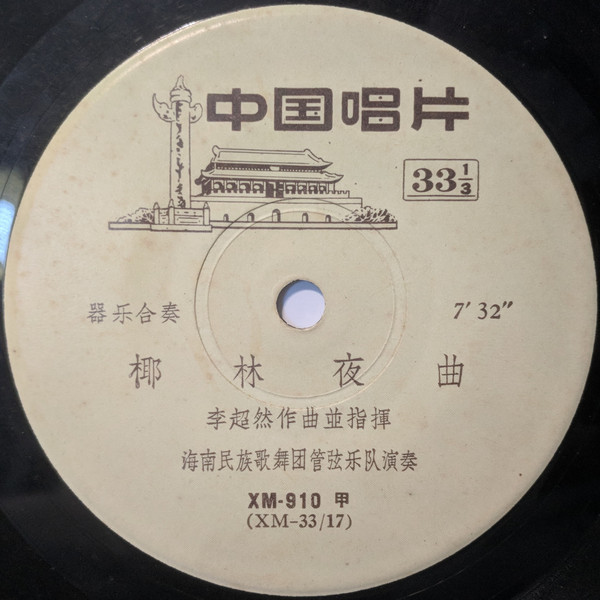 中国唱片
33 1/3
器乐合奏 7′ 32″
椰林夜曲
李超然作曲並指揮
海南民族歌舞团管弦乐队演奏
XM-910 甲
(XM-33/17)